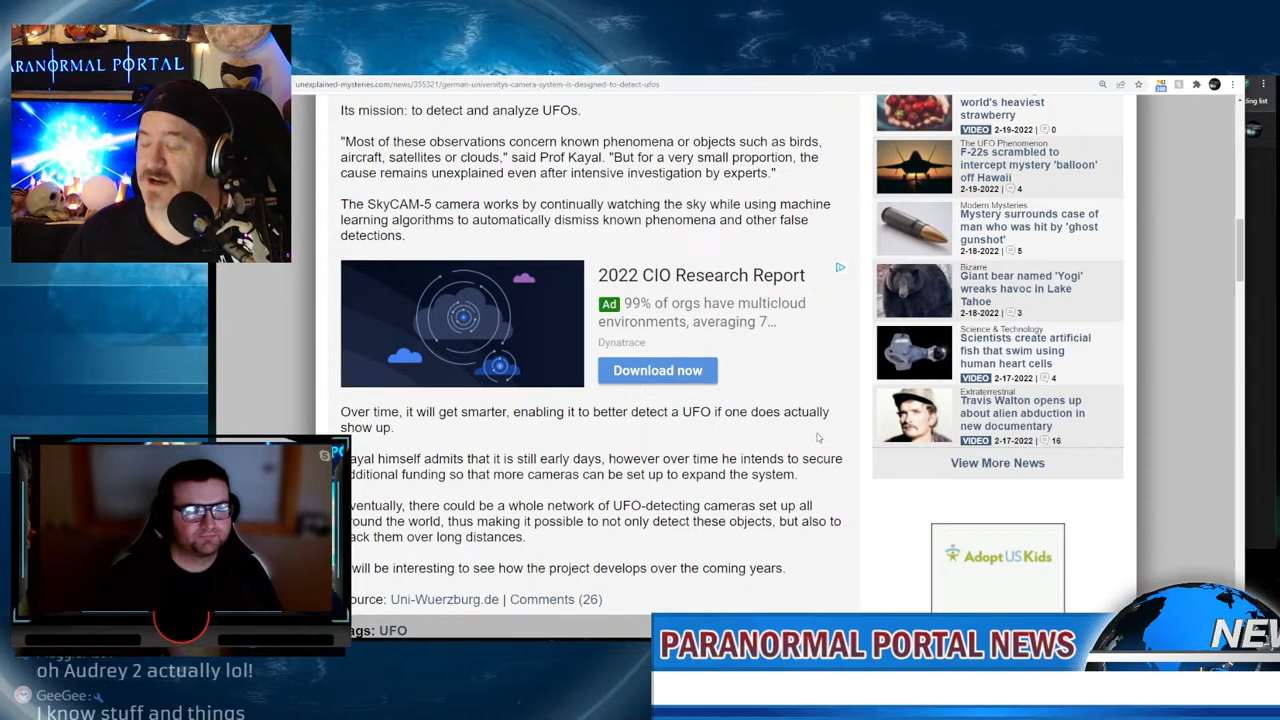 PARANORMAL PORTAL
unexplained-mysteries.com/news/355321/german-universitys-camera-system-is-designed-to-detect-ufos
Its mission: to detect and analyze UFOs.
"Most of these observations concern known phenomena or objects such as birds,
aircraft, satellites or clouds," said Prof Kayal. "But for a very small proportion, the
cause remains unexplained even after intensive investigation by experts."
The SkyCAM-5 camera works by continually watching the sky while using machine
learning algorithms to automatically dismiss known phenomena and other false
detections.
2022 CIO Research Report
Ad 99% of orgs have multicloud
environments, averaging 7...
Dynatrace
Download now
Over time, it will get smarter, enabling it to better detect a UFO if one does actually
show up.
ayal himself admits that it is still early days, however over time he intends to secure
dditional funding so that more cameras can be set up to expand the system.
ventually, there could be a whole network of UFO-detecting cameras set up all
round the world, thus making it possible to not only detect these objects, but also to
ack them over long distances.
will be interesting to see how the project develops over the coming years.
ource: Uni-Wuerzburg.de | Comments (26)
ags: UFO
world's heaviest
strawberry
VIDEO 2-19-2022 | 0
The UFO Phenomenon
F-22s scrambled to
intercept mystery 'balloon'
off Hawaii
2-19-2022 | 4
Modern Mysteries
Mystery surrounds case of
man who was hit by 'ghost
gunshot'
2-18-2022 | 5
Bizarre
Giant bear named 'Yogi'
wreaks havoc in Lake
Tahoe
2-18-2022 | 3
Science & Technology
Scientists create artificial
fish that swim using
human heart cells
VIDEO 2-17-2022 | 4
Extraterrestrial
Travis Walton opens up
about alien abduction in
new documentary
VIDEO 2-17-2022 | 16
View More News
AdoptUSKids
ding list
oh Audrey 2 actually lol!
GeeGee:
I know stuff and things
PARANORMAL PORTAL NEWS
NEW